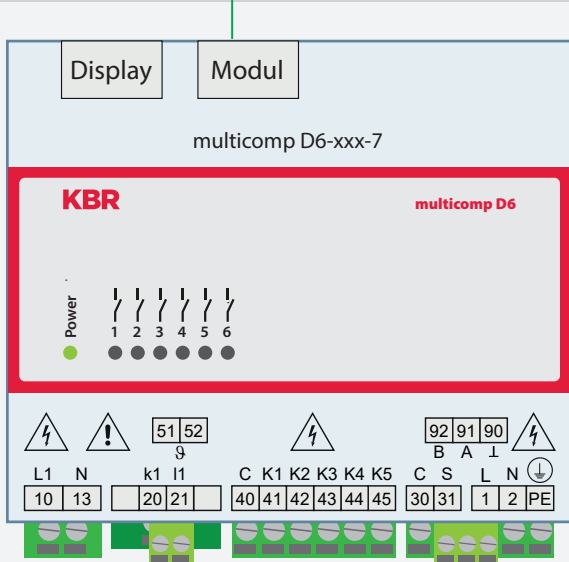 Display Modul
multicomp D6-xxx-7
KBR multicomp D6
Power
1 2 3 4 5 6
51 52 92 91 90
ϑ B A ⊥
L1 N k1 l1 C K1 K2 K3 K4 K5 C S L N
10 13 20 21 40 41 42 43 44 45 30 31 1 2 PE